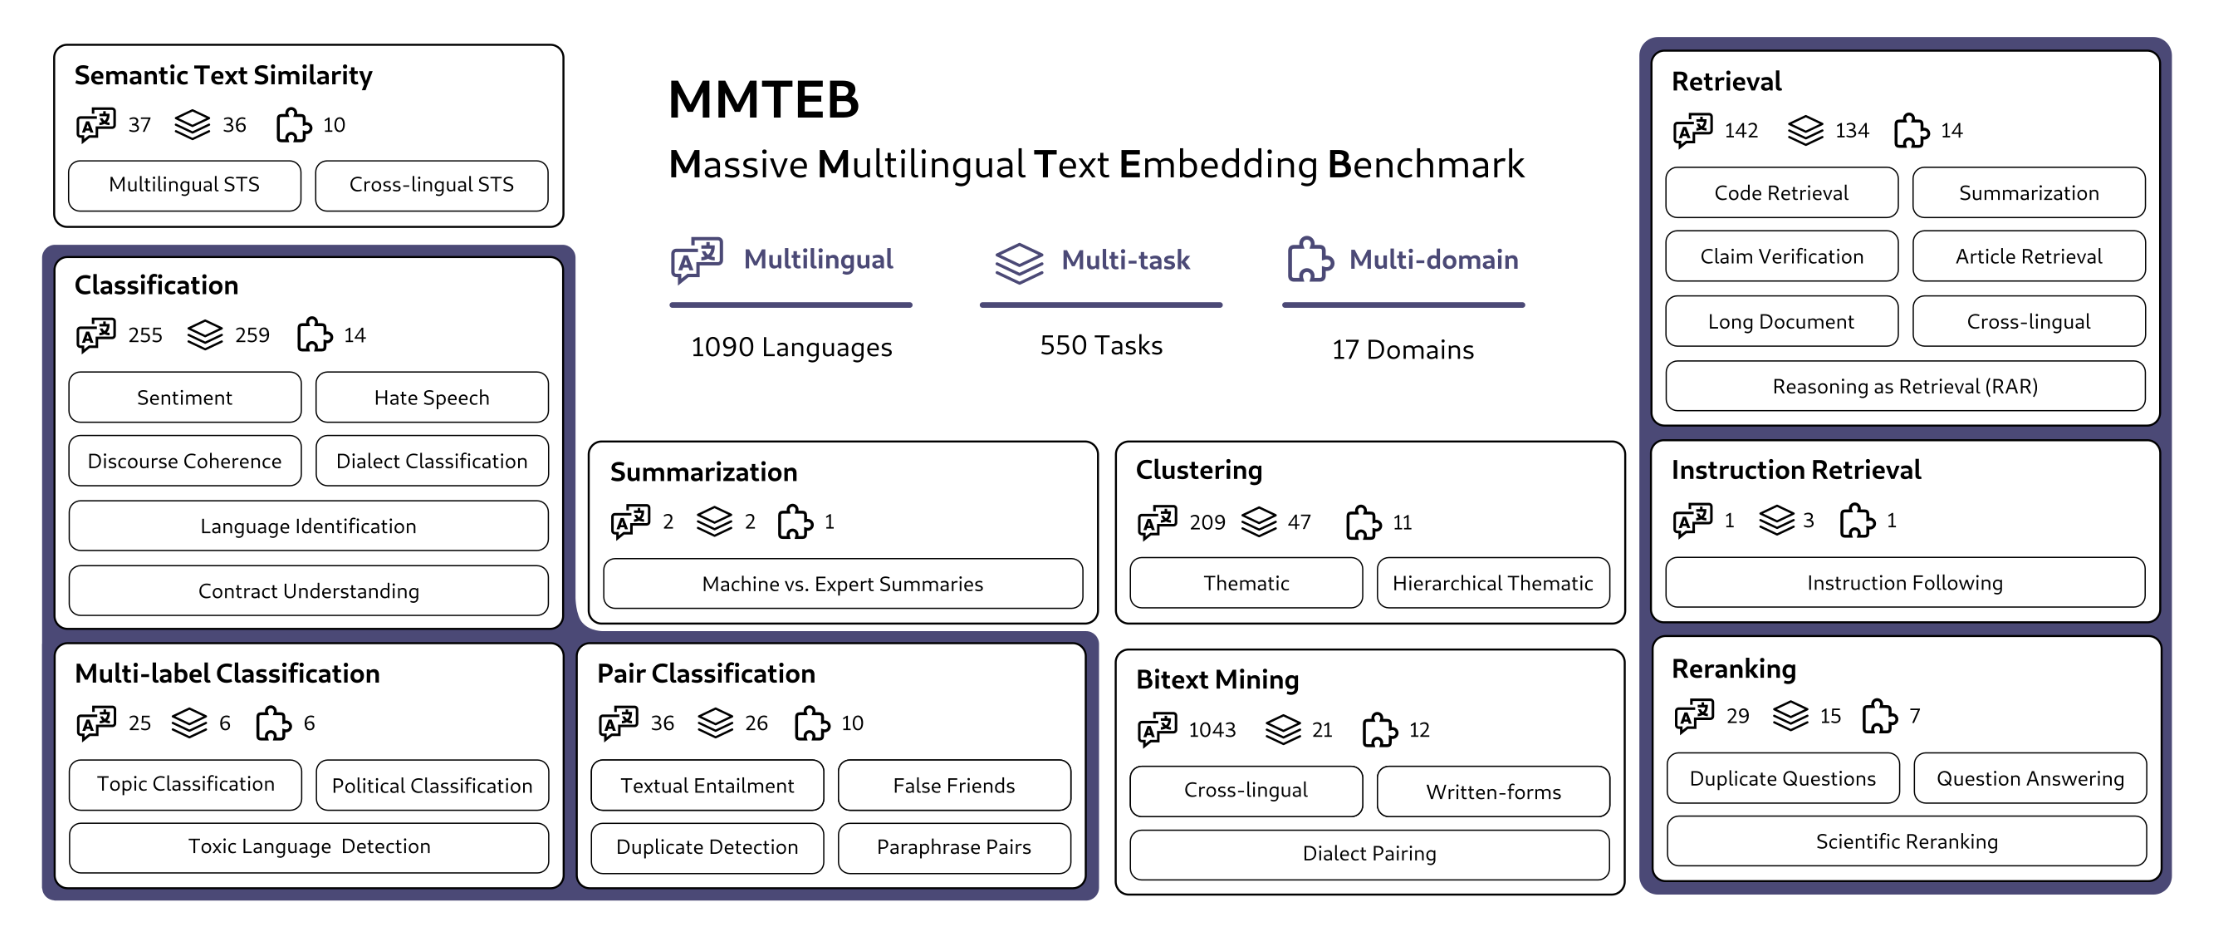 Semantic Text Similarity
37 36 10
Multilingual STS Cross-lingual STS
MMTEB
Massive Multilingual Text Embedding Benchmark
Multilingual Multi-task Multi-domain
1090 Languages 550 Tasks 17 Domains
Classification
255 259 14
Sentiment Hate Speech
Discourse Coherence Dialect Classification
Language Identification
Contract Understanding
Multi-label Classification
25 6 6
Topic Classification Political Classification
Toxic Language Detection
Summarization
2 2 1
Machine vs. Expert Summaries
Pair Classification
36 26 10
Textual Entailment False Friends
Duplicate Detection Paraphrase Pairs
Clustering
209 47 11
Thematic Hierarchical Thematic
Bitext Mining
1043 21 12
Cross-lingual Written-forms
Dialect Pairing
Retrieval
142 134 14
Code Retrieval Summarization
Claim Verification Article Retrieval
Long Document Cross-lingual
Reasoning as Retrieval (RAR)
Instruction Retrieval
1 3 1
Instruction Following
Reranking
29 15 7
Duplicate Questions Question Answering
Scientific Reranking